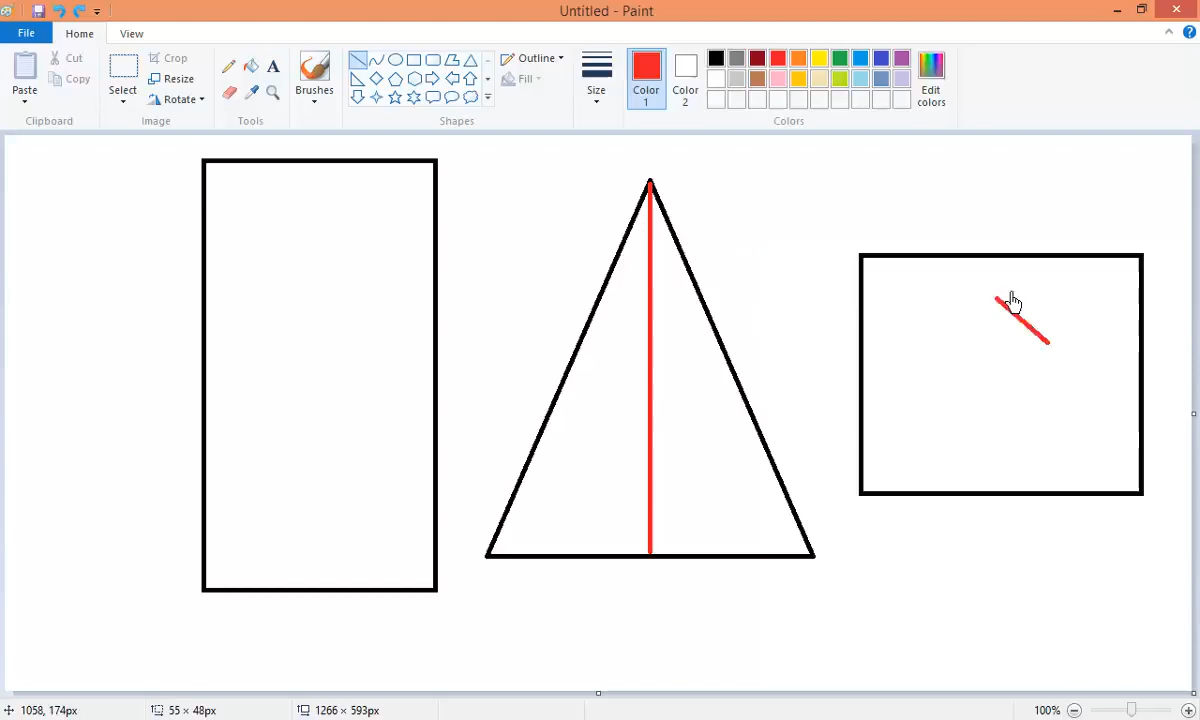 Untitled - Paint
File Home View
Paste
Cut
Copy
Clipboard
Select
Crop
Resize
Rotate
Image
A
Tools
Brushes
Outline
Fill
Shapes
Size
Color 1
Color 2
Edit colors
Colors
1058, 174px 55 × 48px 1266 × 593px 100%